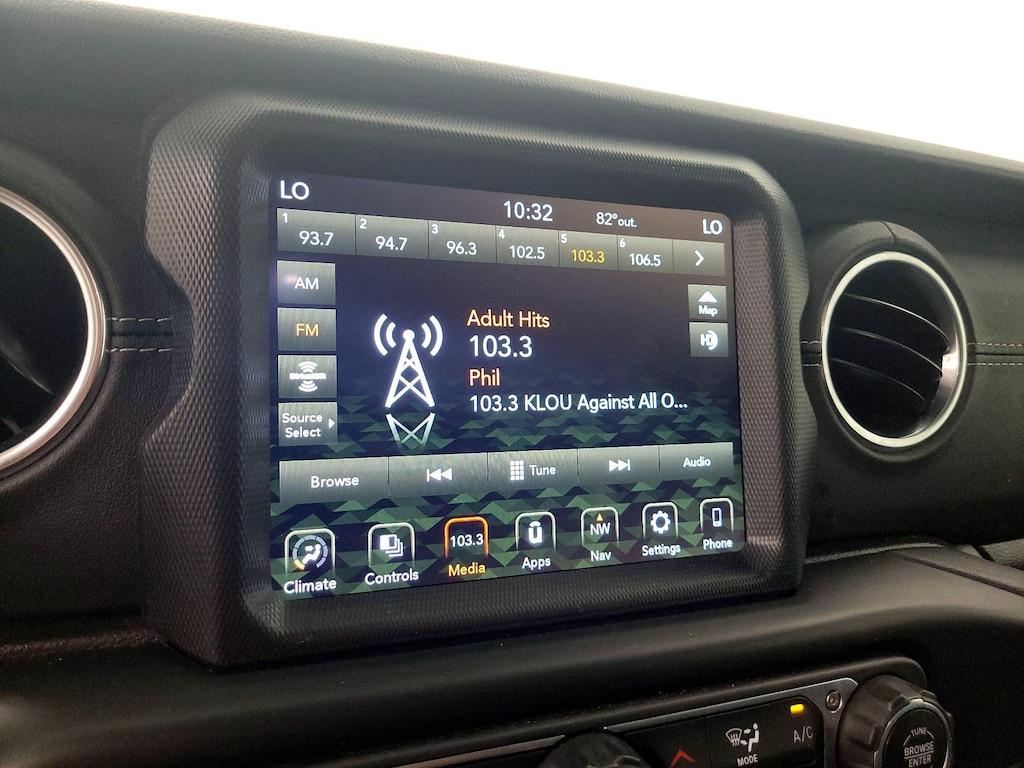 LO 10:32 82°out. LO
1 93.7 2 94.7 3 96.3 4 102.5 5 103.3 6 106.5
AM
FM
Source
Select
Map
HD
Adult Hits
103.3
Phil
103.3 KLOU Against All O...
Browse Tune Audio
Climate Controls 103.3 Media Apps NW Nav Settings Phone
MODE A/C
TUNE
BROWSE
ENTER